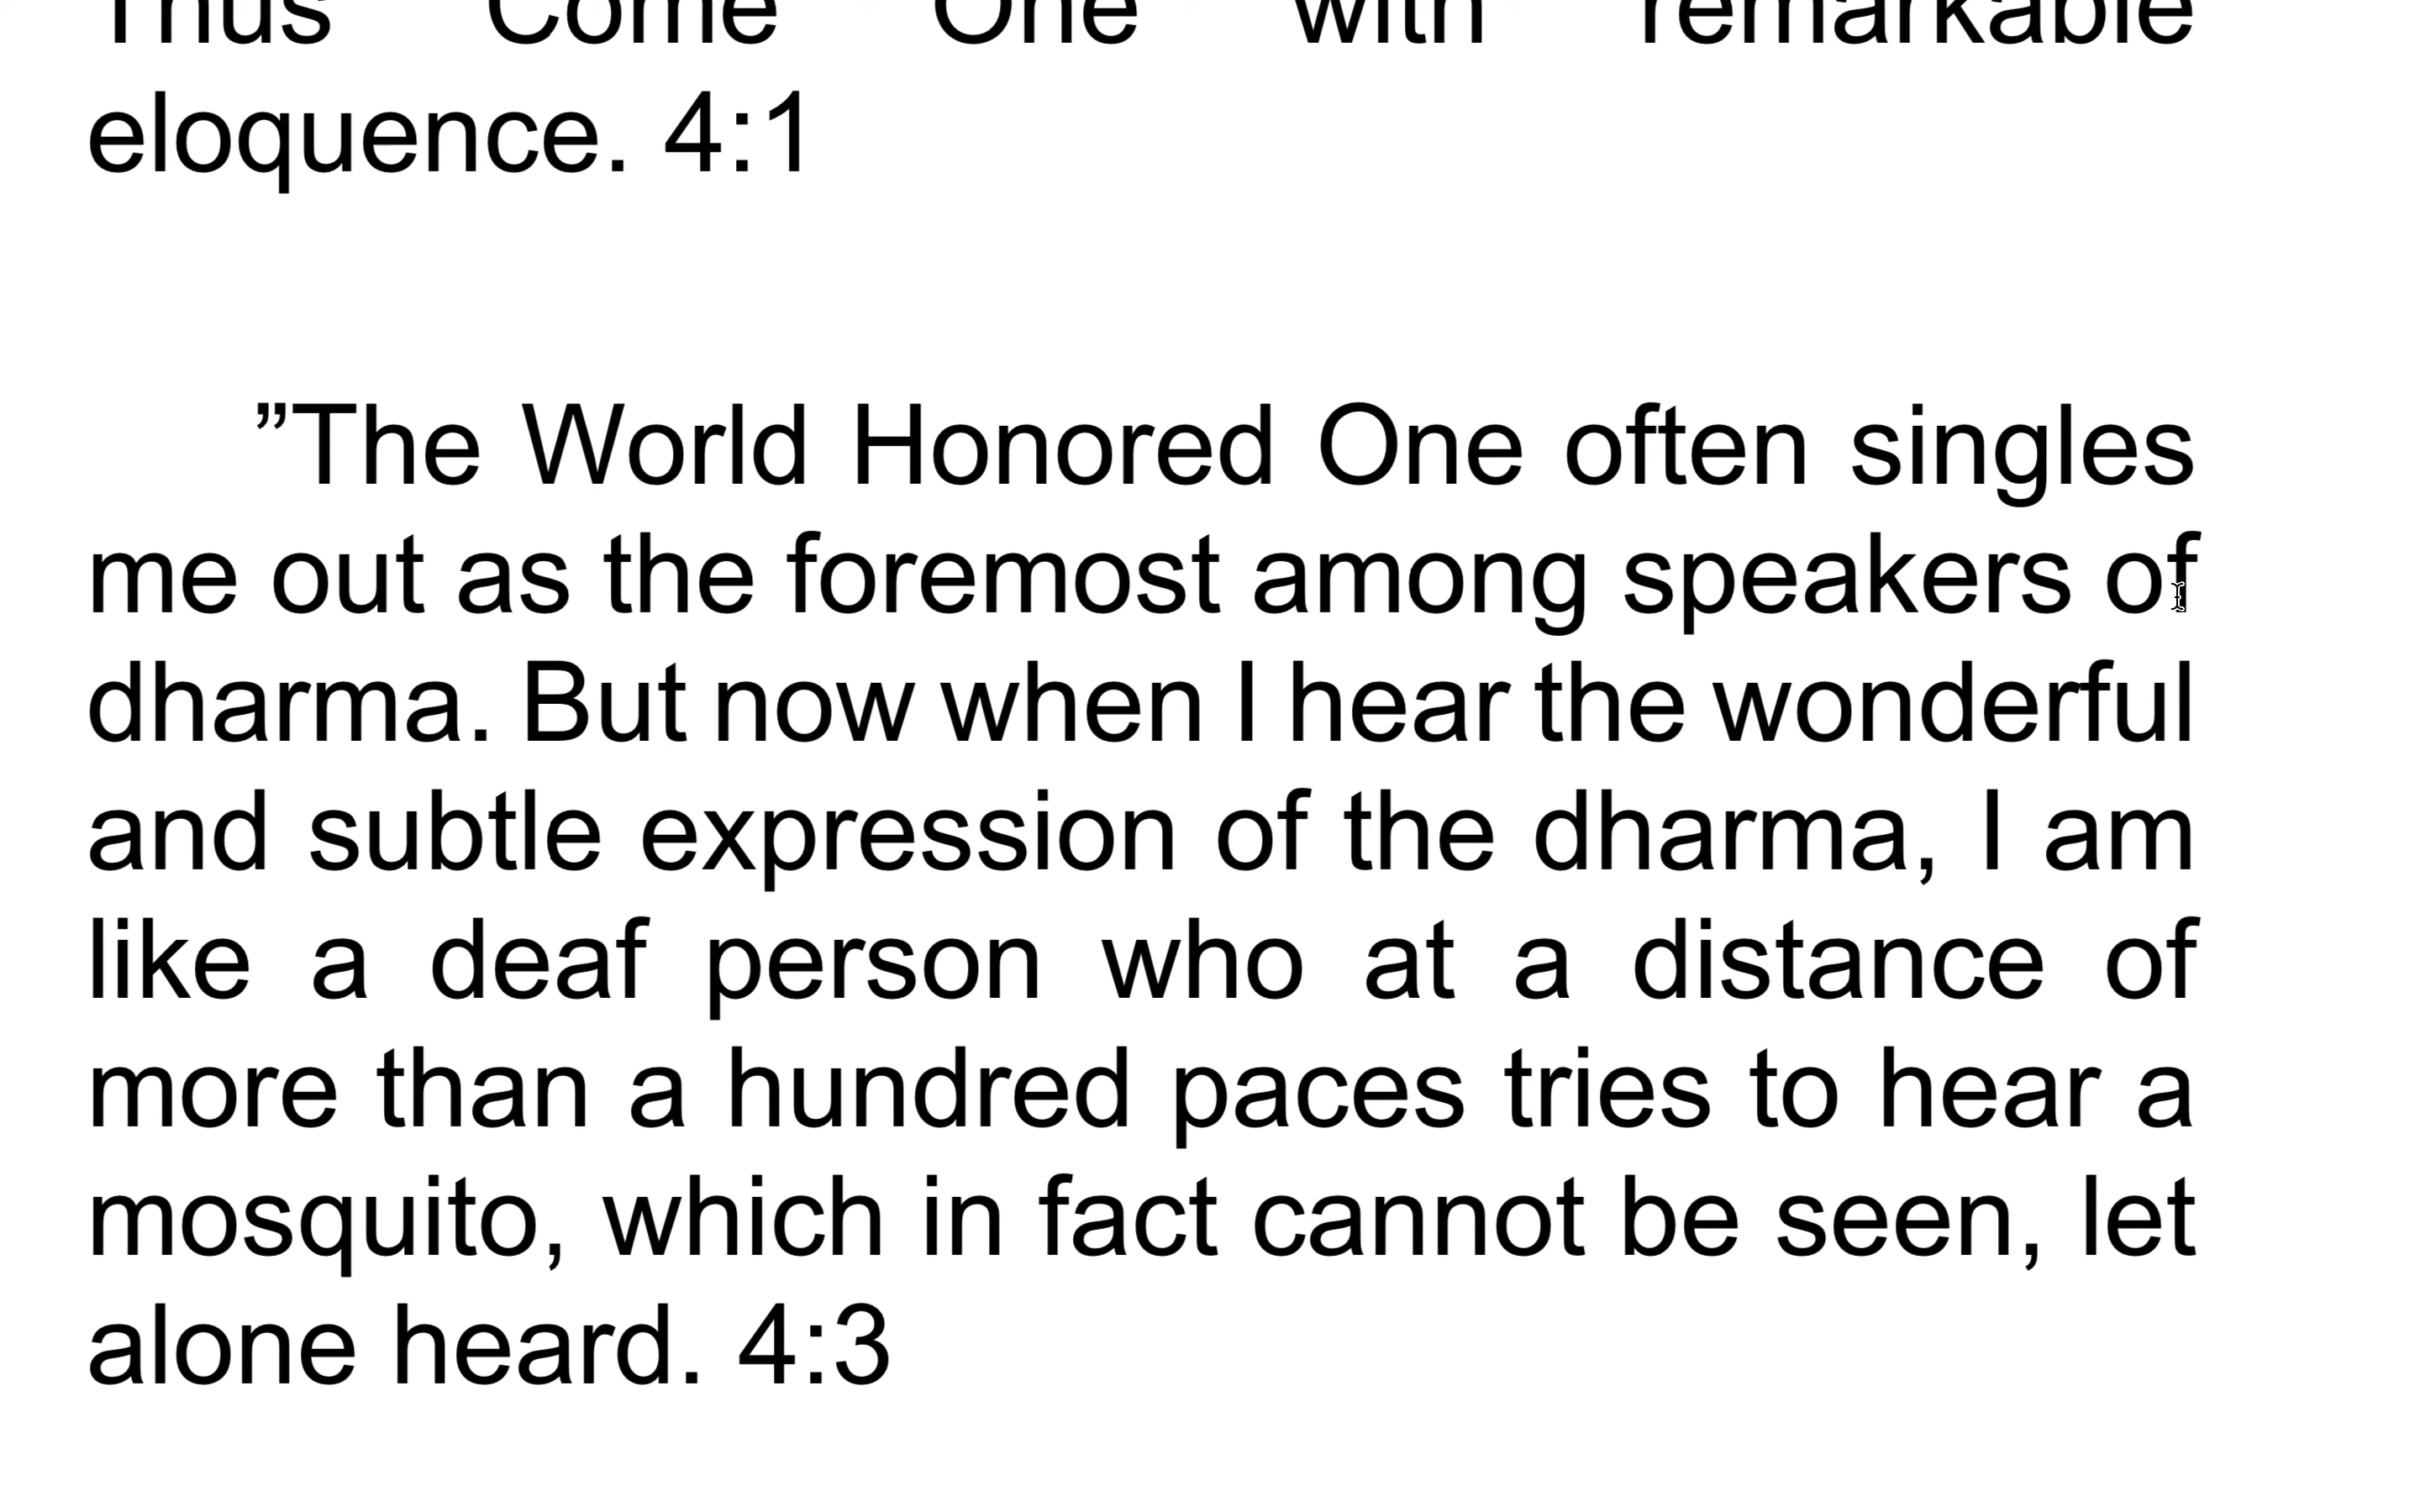 Thus Come One with remarkable
eloquence. 4:1
”The World Honored One often singles
me out as the foremost among speakers of
dharma. But now when I hear the wonderful
and subtle expression of the dharma, I am
like a deaf person who at a distance of
more than a hundred paces tries to hear a
mosquito, which in fact cannot be seen, let
alone heard. 4:3